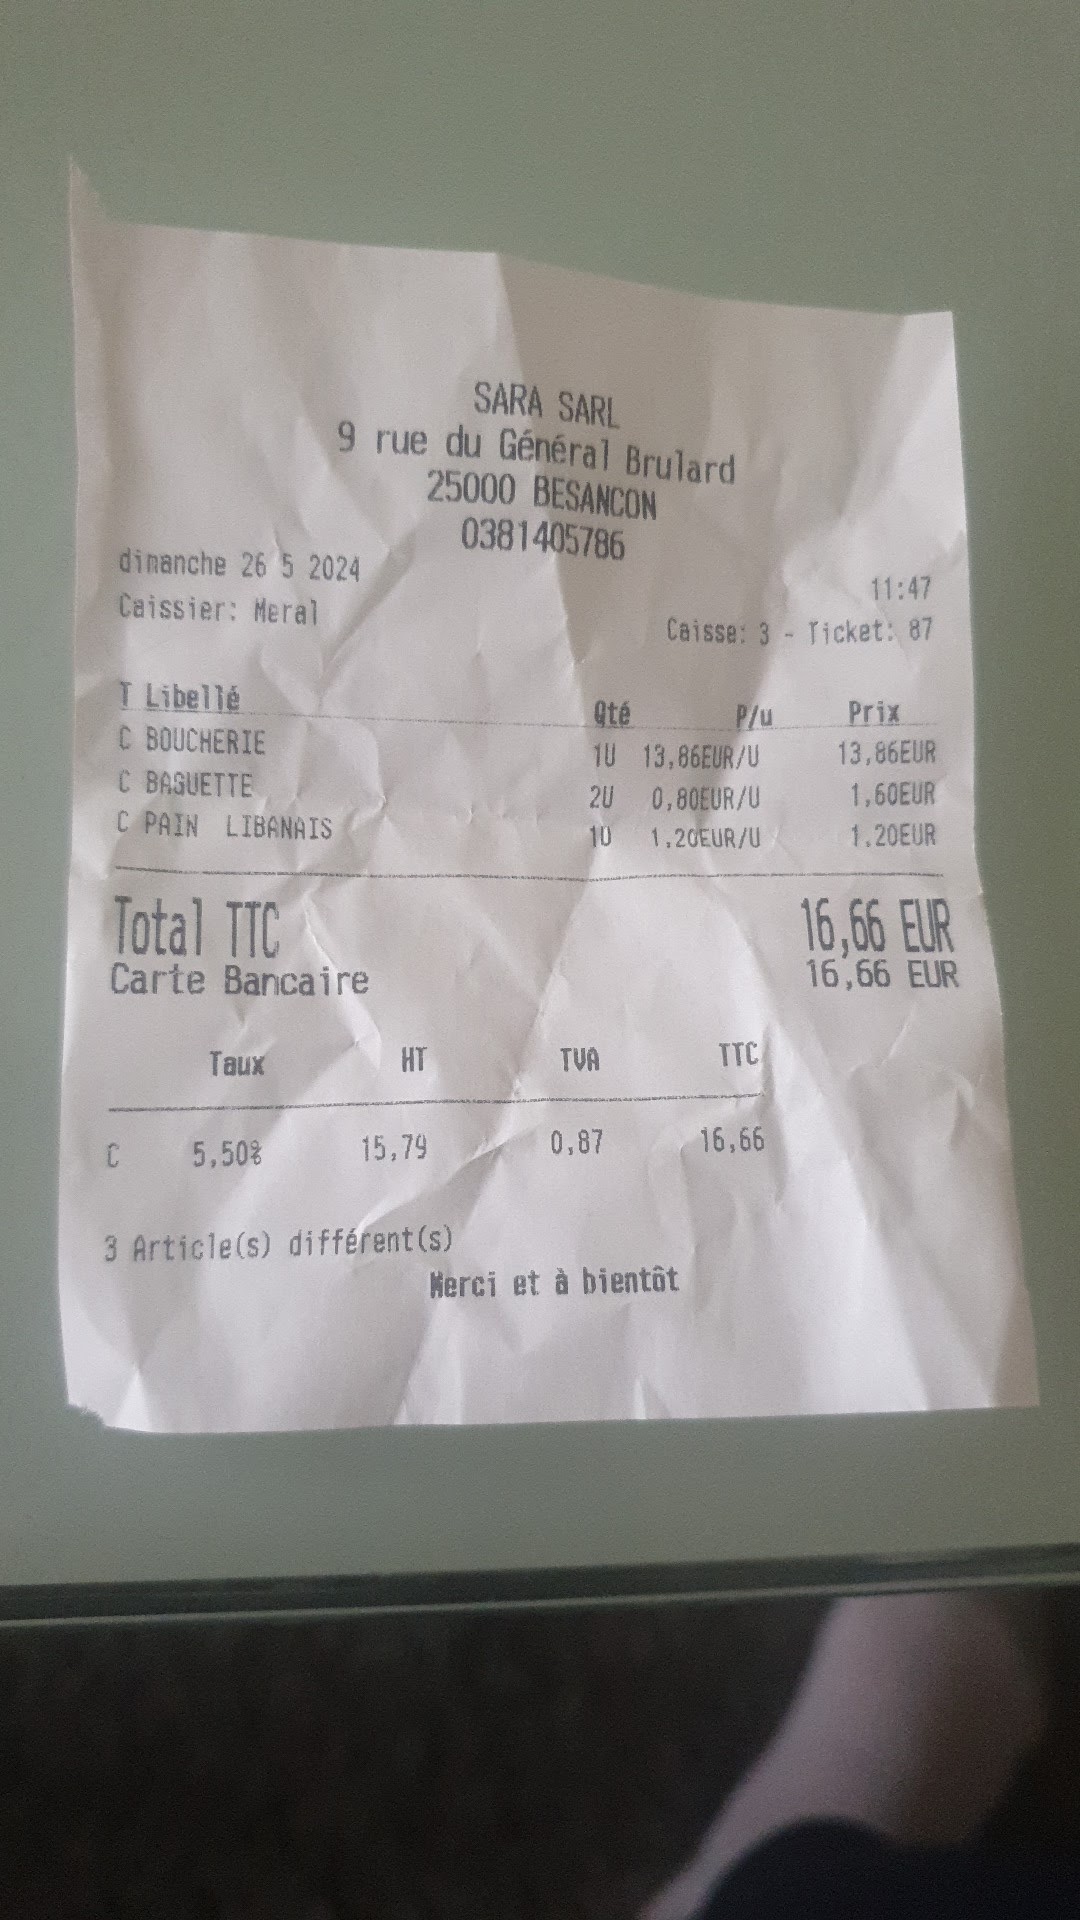 SARA SARL
9 rue du Général Brulard
25000 BESANCON
0381405786
dimanche 26 5 2024 11:47
Caissier: Meral Caisse: 3 - Ticket: 87
T Libellé Qté P/u Prix
C BOUCHERIE 1U 13,86EUR/U 13,86EUR
C BAGUETTE 2U 0,80EUR/U 1,60EUR
C PAIN LIBANAIS 1U 1,20EUR/U 1,20EUR
Total TTC 16,66 EUR
Carte Bancaire 16,66 EUR
Taux HT TVA TTC
C 5,50% 15,79 0,87 16,66
3 Article(s) différent(s)
Merci et à bientôt